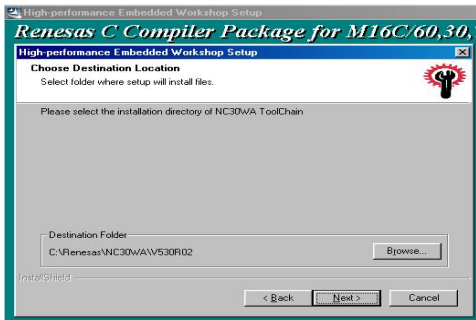 High-performance Embedded Workshop Setup
Renesas C Compiler Package for M16C/60,30,
High-performance Embedded Workshop Setup
Choose Destination Location
Select folder where setup will install files.
Please select the installation directory of NC30WA ToolChain
Destination Folder
C:\Renesas\NC30WA\V530R02
Browse...
InstallShield
< Back
Next >
Cancel